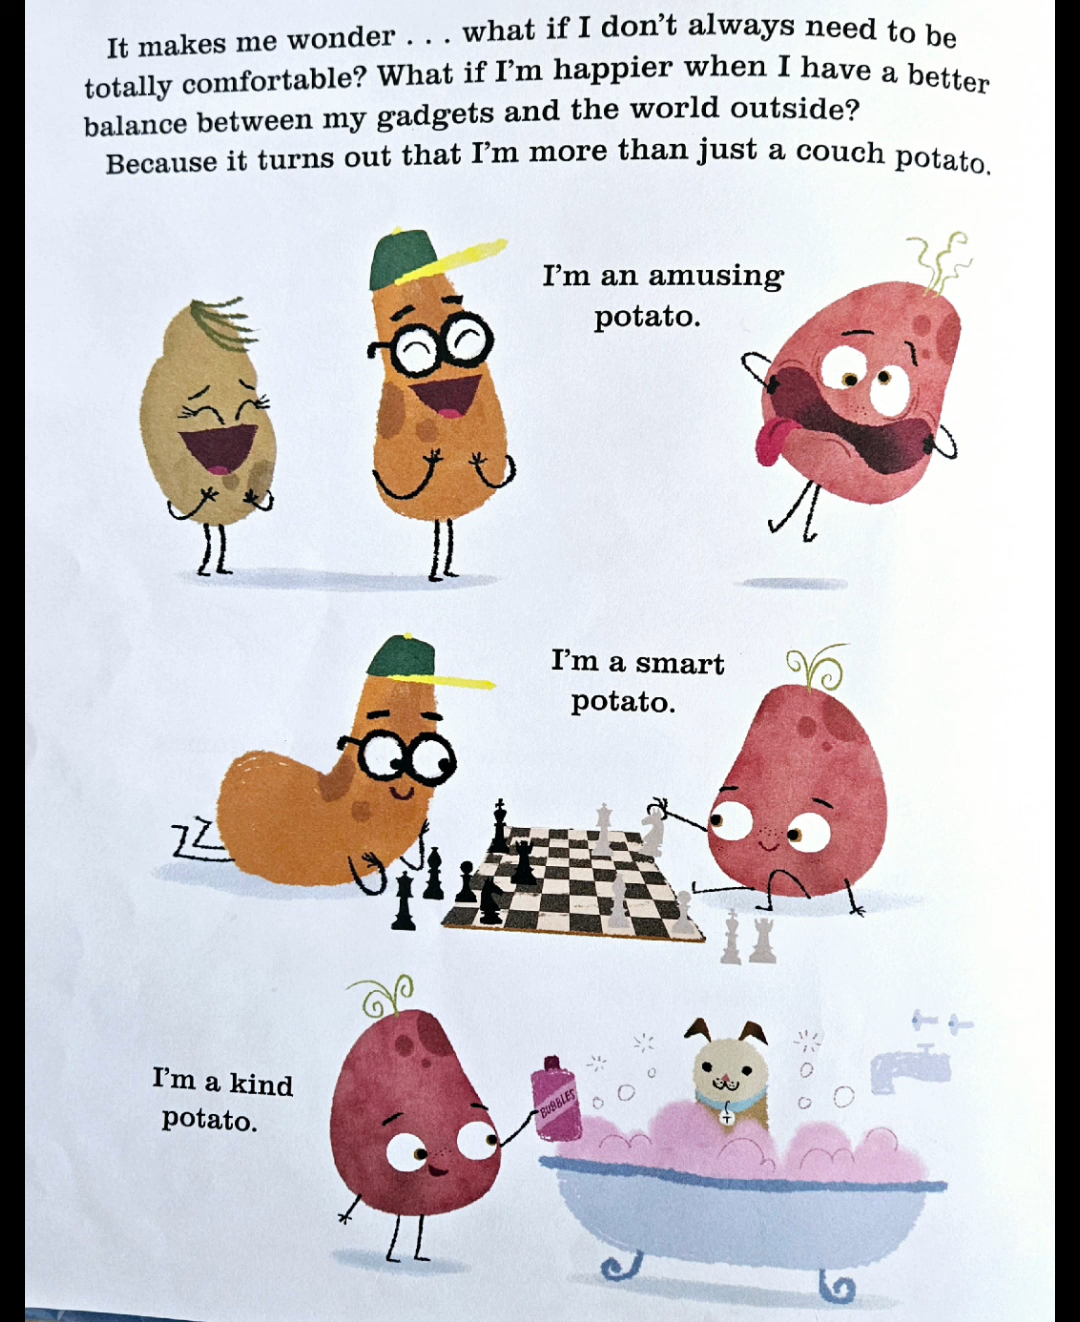 It makes me wonder . . . what if I don't always need to be
totally comfortable? What if I'm happier when I have a better
balance between my gadgets and the world outside?
Because it turns out that I'm more than just a couch potato.
I'm an amusing
potato.
I'm a smart
potato.
I'm a kind
potato.
BUBBLES
T